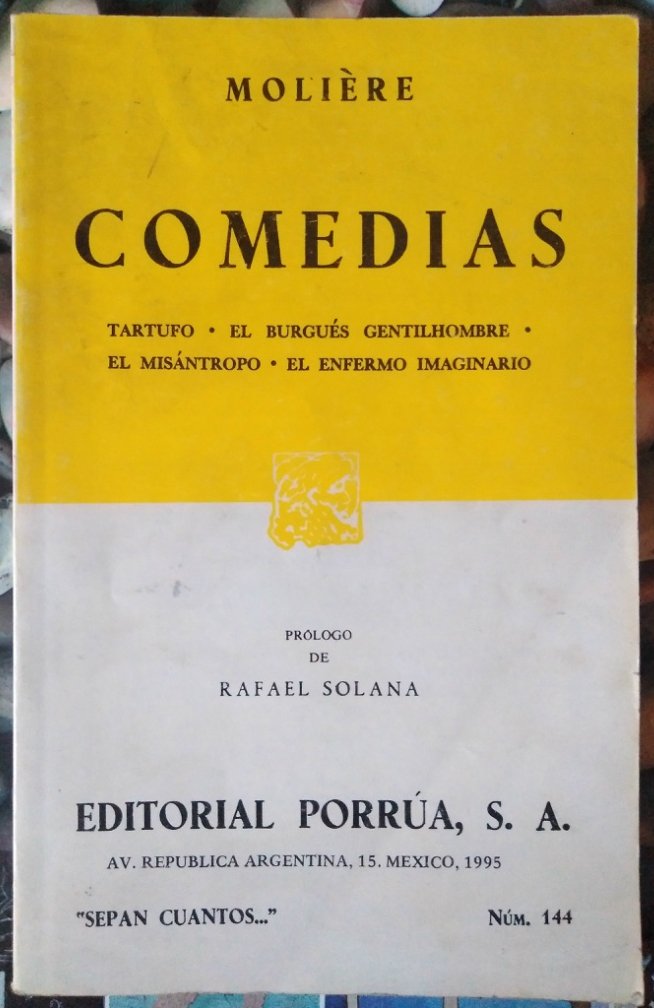 MOLIÈRE
COMEDIAS
TARTUFO • EL BURGUÉS GENTILHOMBRE •
EL MISÁNTROPO • EL ENFERMO IMAGINARIO
PRÓLOGO
DE
RAFAEL SOLANA
EDITORIAL PORRÚA, S. A.
AV. REPUBLICA ARGENTINA, 15. MEXICO, 1995
"SEPAN CUANTOS..." NÚM. 144